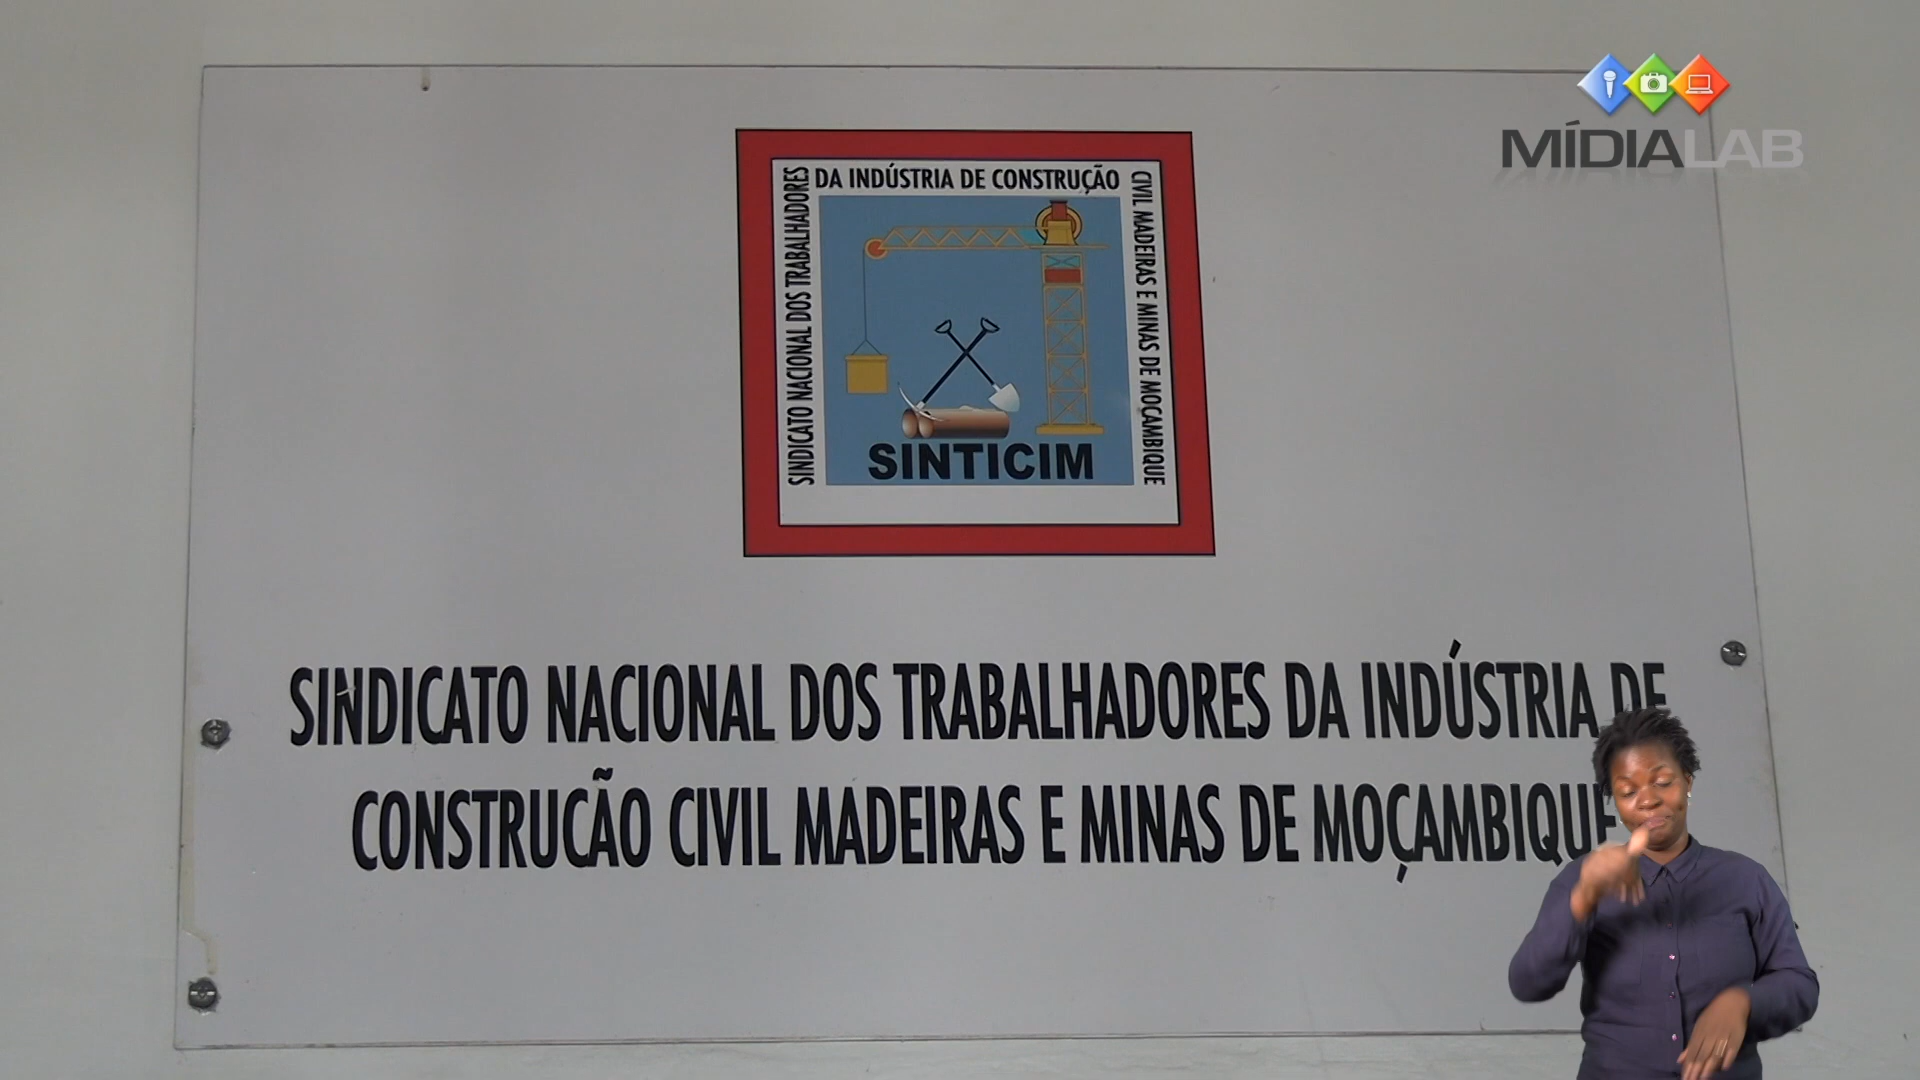 MÍDIALAB
SINDICATO NACIONAL DOS TRABALHADORES
DA INDÚSTRIA DE CONSTRUÇÃO
CIVIL MADEIRAS E MINAS DE MOÇAMBIQUE
SINTICIM
SINDICATO NACIONAL DOS TRABALHADORES DA INDÚSTRIA DE
CONSTRUCÃO CIVIL MADEIRAS E MINAS DE MOÇAMBIQUE